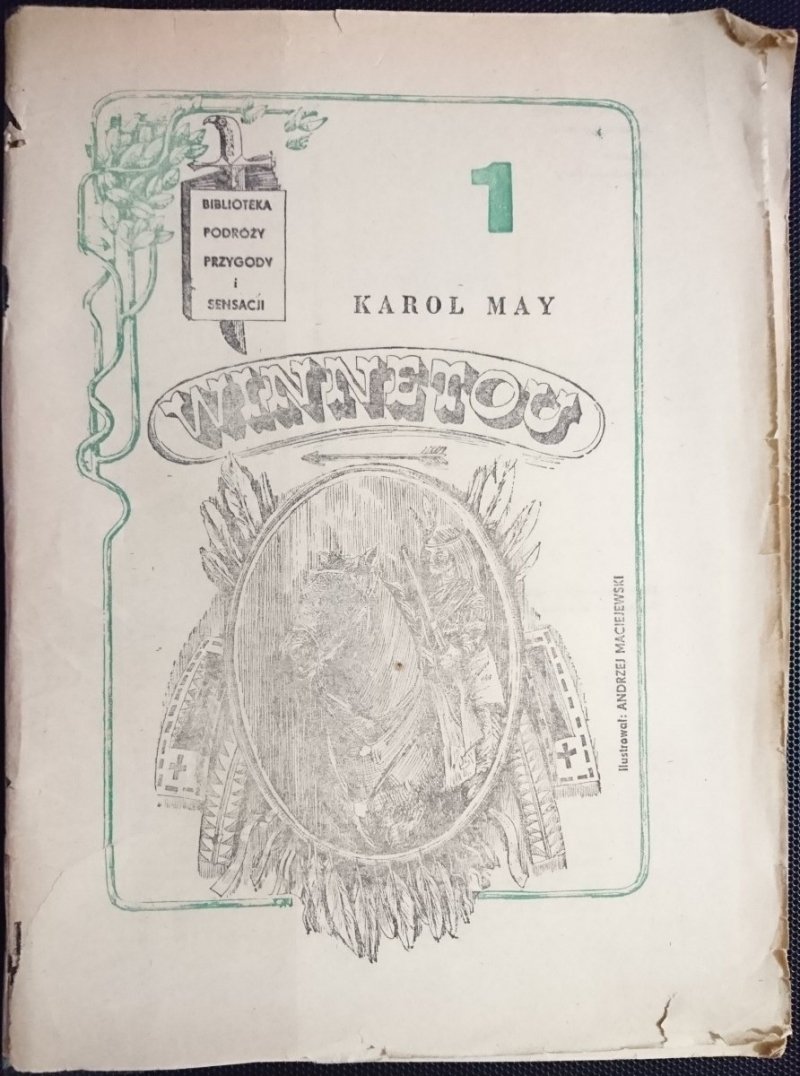 BIBLIOTEKA
PODRÓŻY
PRZYGODY
i
SENSACJI
1
KAROL MAY
WINNETOU
Ilustrował: ANDRZEJ MACIEJEWSKI